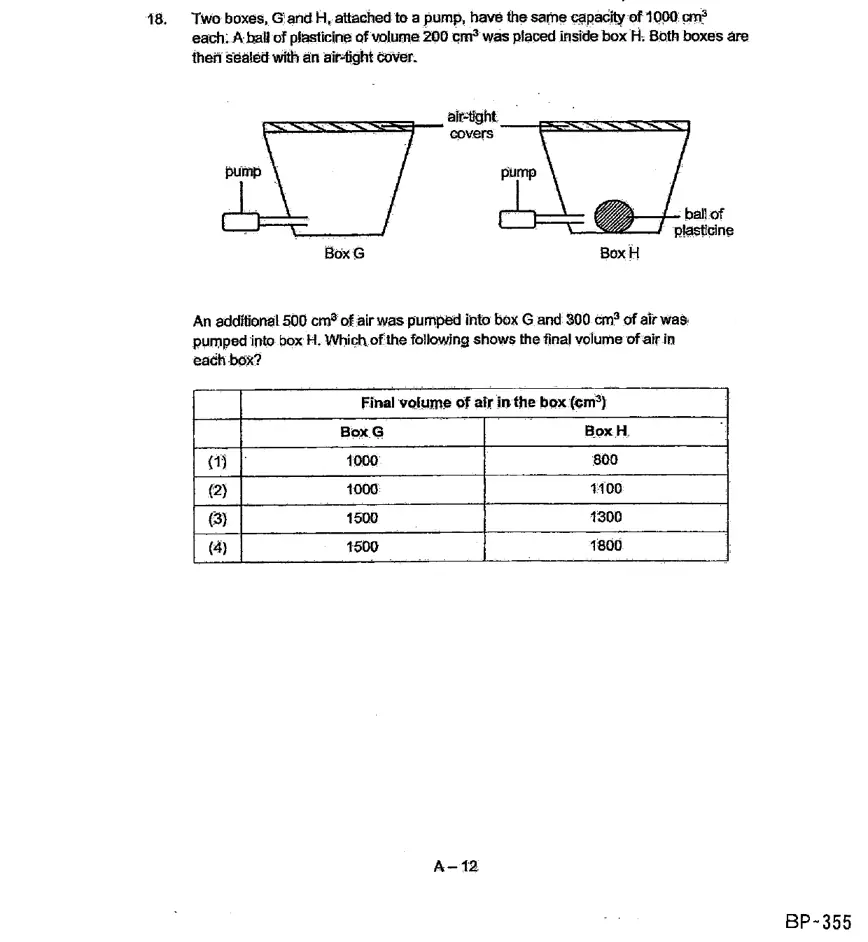 18. Two boxes, G and H, attached to a pump, have the same capacity of 1000 cm³
each. A ball of plasticine of volume 200 cm³ was placed inside box H. Both boxes are
then sealed with an air-tight cover.
air-tight
covers
pump
pump
ball of
plasticine
Box G
Box H
An additional 500 cm³ of air was pumped into box G and 300 cm³ of air was
pumped into box H. Which of the following shows the final volume of air in
each box?
Final volume of air in the box (cm³)
Box G Box H
(1) 1000 800
(2) 1000 1100
(3) 1500 1300
(4) 1500 1800
A – 12
BP-355